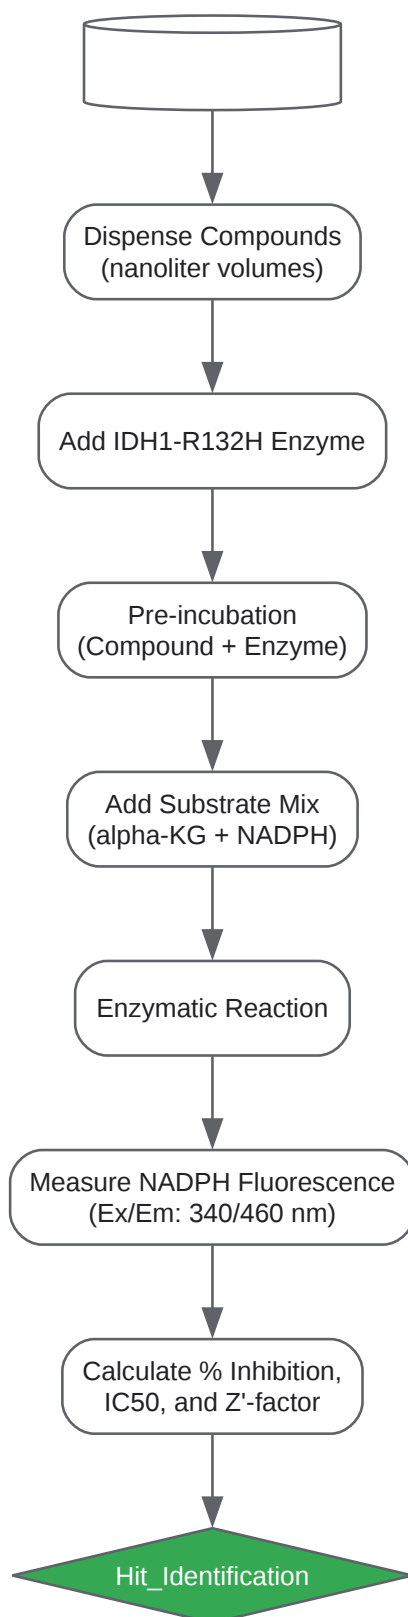 Dispense Compounds
(nanoliter volumes)
Add IDH1-R132H Enzyme
Pre-incubation
(Compound + Enzyme)
Add Substrate Mix
(alpha-KG + NADPH)
Enzymatic Reaction
Measure NADPH Fluorescence
(Ex/Em: 340/460 nm)
Calculate % Inhibition,
IC50, and Z'-factor
Hit_Identification